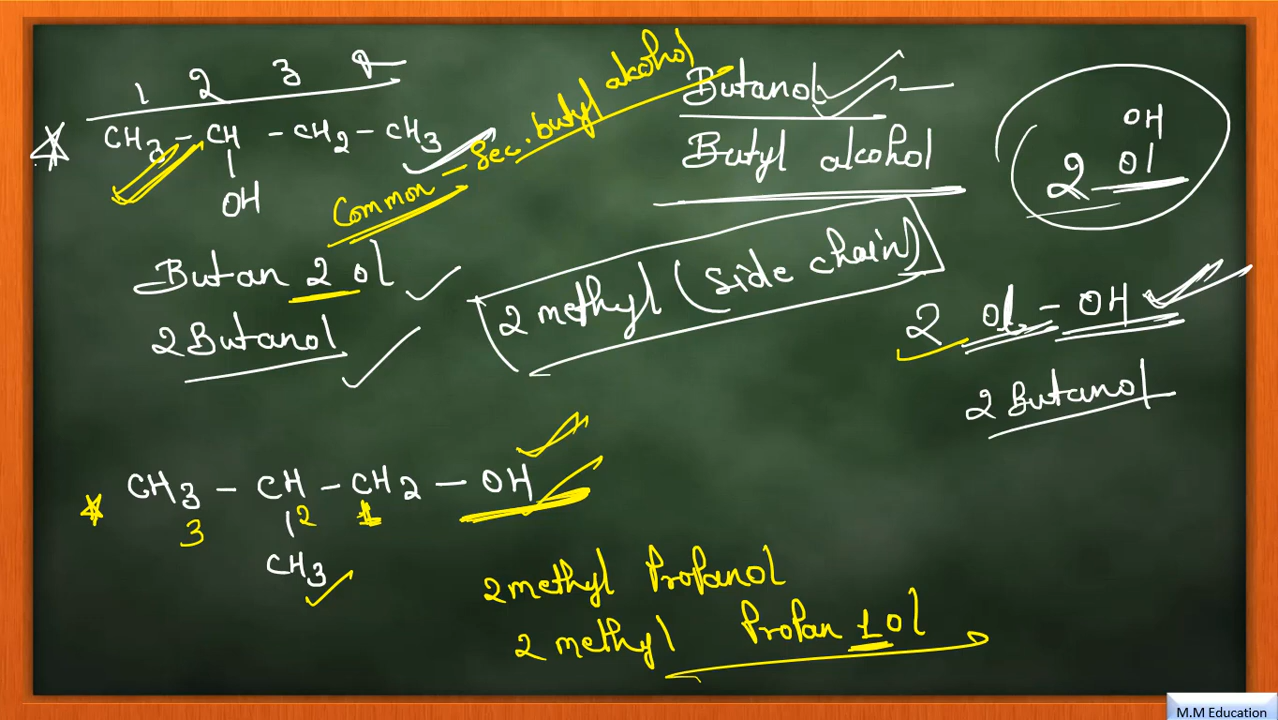 1 2 3 4
CH3 - CH - CH2 - CH3
OH
Common - Sec. butyl alcohol
Butan 2 ol
2 Butanol
Butanol
Butyl alcohol
2 methyl (side chain)
OH
2 ol
2 ol - OH
2 Butanol
CH3 - CH - CH2 - OH
3 2 1
CH3
2 methyl Propanol
2 methyl Propan 1 ol
M.M Education